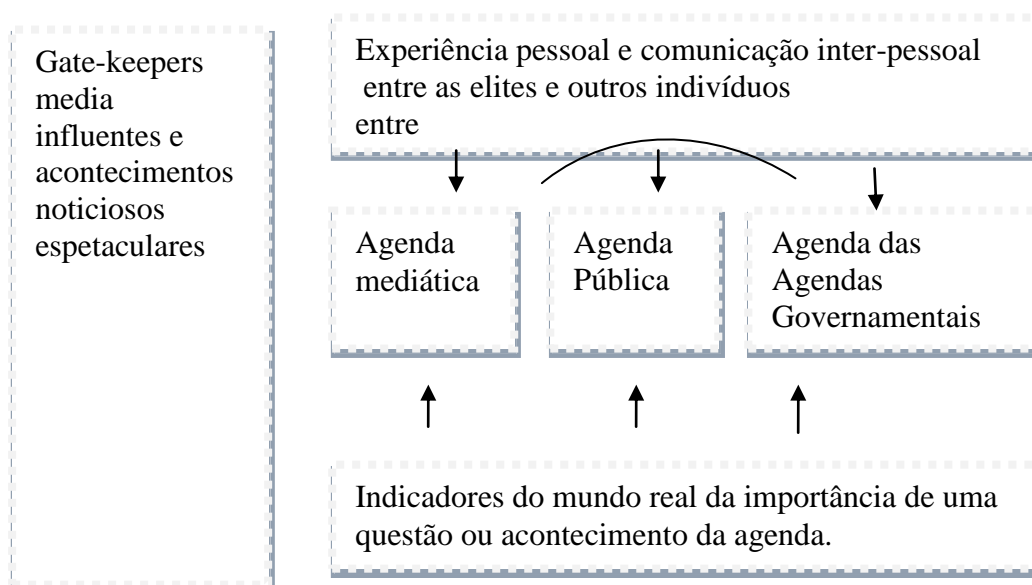 Gate-keepers
media
influentes e
acontecimentos
noticiosos
espetaculares
Experiência pessoal e comunicação inter-pessoal
entre as elites e outros indivíduos
entre
Agenda
mediática
Agenda
Pública
Agenda das
Agendas
Governamentais
Indicadores do mundo real da importância de uma
questão ou acontecimento da agenda.